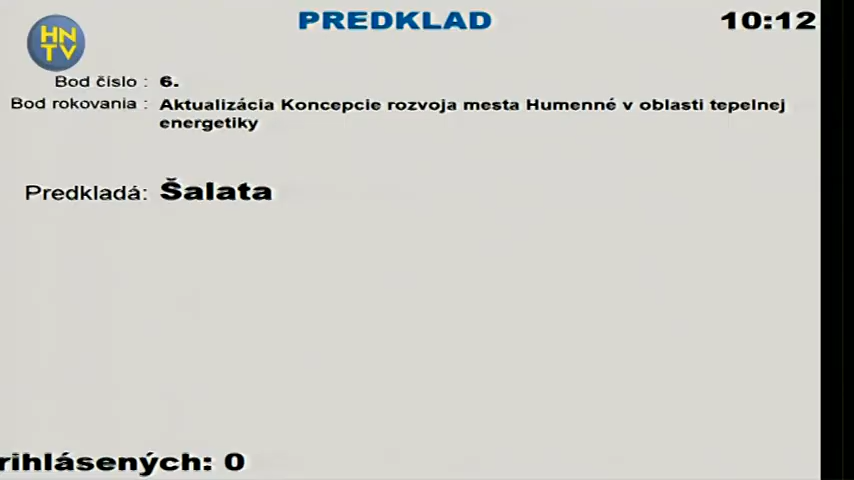 PREDKLAD
10:12
HN
TV
Bod číslo : 6.
Bod rokovania : Aktualizácia Koncepcie rozvoja mesta Humenné v oblasti tepelnej
energetiky
Predkladá: Šalata
rihlásených: 0